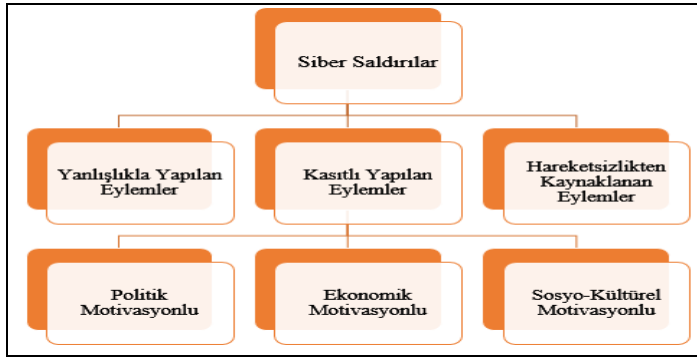 Siber Saldırılar
Yanlışlıkla Yapılan
Eylemler
Kasıtlı Yapılan
Eylemler
Hareketsizlikten
Kaynaklanan
Eylemler
Politik
Motivasyonlu
Ekonomik
Motivasyonlu
Sosyo-Kültürel
Motivasyonlu